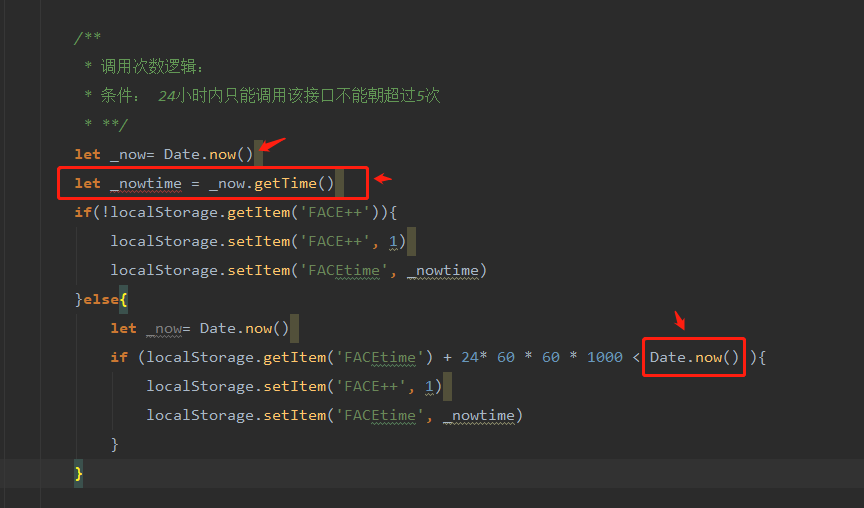 /**
* 调用次数逻辑：
* 条件： 24小时内只能调用该接口不能朝超过5次
* **/
let _now= Date.now()
let _nowtime = _now.getTime()
if(!localStorage.getItem('FACE++')){
localStorage.setItem('FACE++', 1)
localStorage.setItem('FACEtime', _nowtime)
}else{
let _now= Date.now()
if (localStorage.getItem('FACEtime') + 24* 60 * 60 * 1000 < Date.now() ){
localStorage.setItem('FACE++', 1)
localStorage.setItem('FACEtime', _nowtime)
}
}